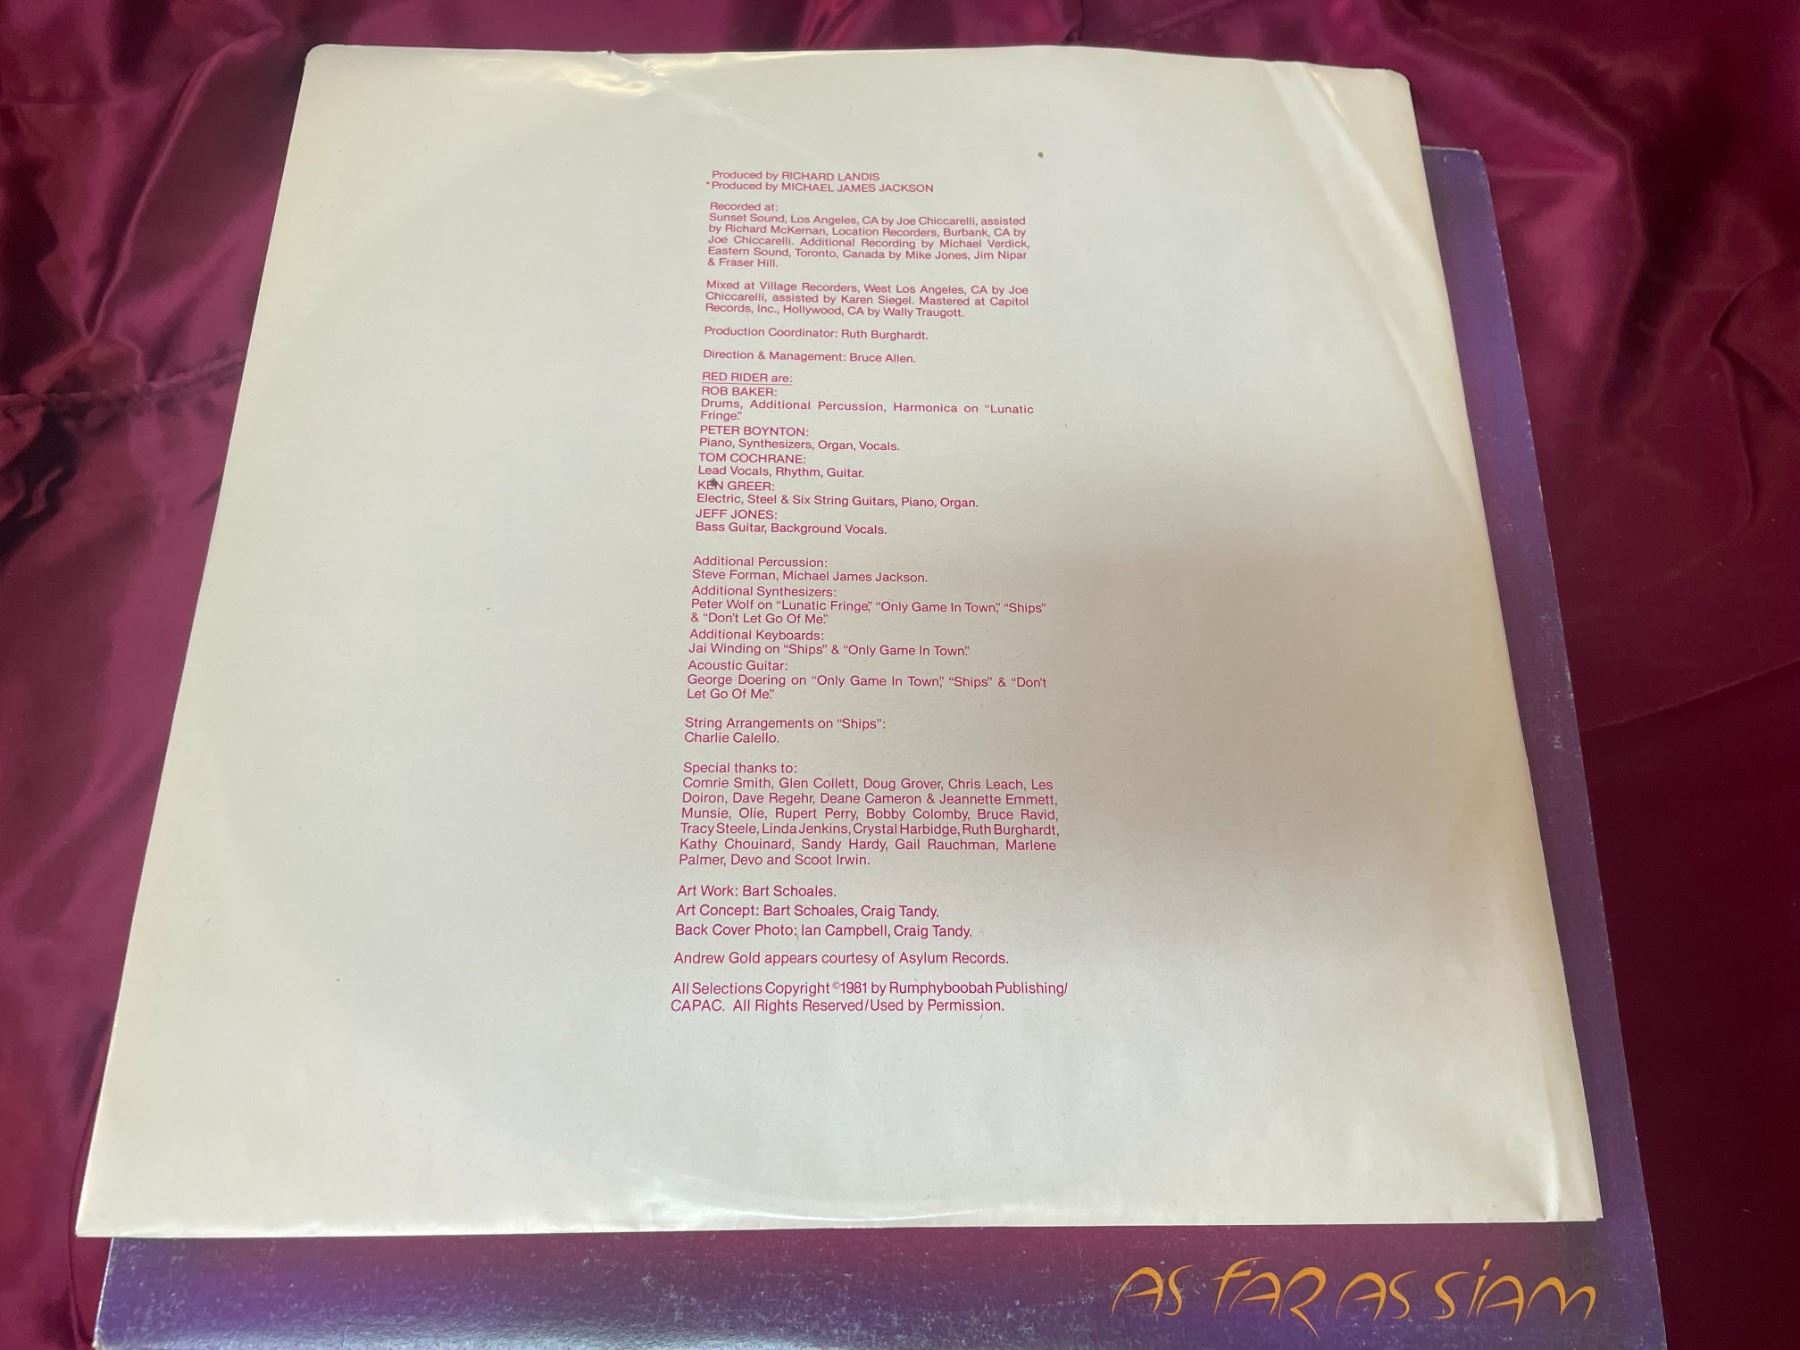 Produced by RICHARD LANDIS
*Produced by MICHAEL JAMES JACKSON
Recorded at:
Sunset Sound, Los Angeles, CA by Joe Chiccarelli, assisted
by Richard McKernan, Location Recorders, Burbank, CA by
Joe Chiccarelli. Additional Recording by Michael Verdick,
Eastern Sound, Toronto, Canada by Mike Jones, Jim Nipar
& Fraser Hill.
Mixed at Village Recorders, West Los Angeles, CA by Joe
Chiccarelli, assisted by Karen Siegel. Mastered at Capitol
Records, Inc., Hollywood, CA by Wally Traugott.
Production Coordinator: Ruth Burghardt.
Direction & Management: Bruce Allen.
RED RIDER are:
ROB BAKER:
Drums, Additional Percussion, Harmonica on "Lunatic
Fringe."
PETER BOYNTON:
Piano, Synthesizers, Organ, Vocals.
TOM COCHRANE:
Lead Vocals, Rhythm, Guitar.
KEN GREER:
Electric, Steel & Six String Guitars, Piano, Organ.
JEFF JONES:
Bass Guitar, Background Vocals.
Additional Percussion:
Steve Forman, Michael James Jackson.
Additional Synthesizers:
Peter Wolf on "Lunatic Fringe," "Only Game In Town," "Ships"
& "Don't Let Go Of Me."
Additional Keyboards:
Jai Winding on "Ships" & "Only Game In Town."
Acoustic Guitar:
George Doering on "Only Game In Town," "Ships" & "Don't
Let Go Of Me."
String Arrangements on "Ships":
Charlie Calello.
Special thanks to:
Comrie Smith, Glen Collett, Doug Grover, Chris Leach, Les
Doiron, Dave Regehr, Deane Cameron & Jeannette Emmett,
Munsie, Olie, Rupert Perry, Bobby Colomby, Bruce Ravid,
Tracy Steele, Linda Jenkins, Crystal Harbidge, Ruth Burghardt,
Kathy Chouinard, Sandy Hardy, Gail Rauchman, Marlene
Palmer, Devo and Scoot Irwin.
Art Work: Bart Schoales.
Art Concept: Bart Schoales, Craig Tandy.
Back Cover Photo: Ian Campbell, Craig Tandy.
Andrew Gold appears courtesy of Asylum Records.
All Selections Copyright ©1981 by Rumphyboobah Publishing/
CAPAC. All Rights Reserved/Used by Permission.
AS FAR AS SIAM